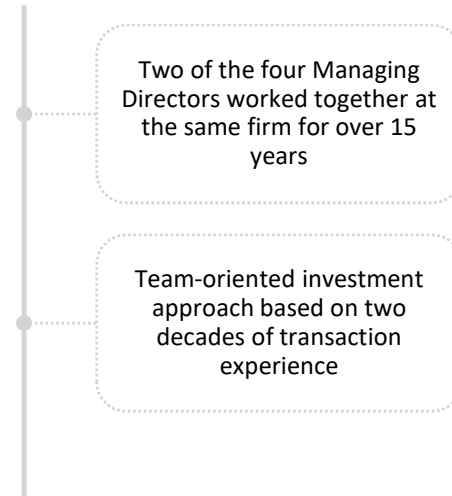 Two of the four Managing
Directors worked together at
the same firm for over 15
years
Team-oriented investment
approach based on two
decades of transaction
experience